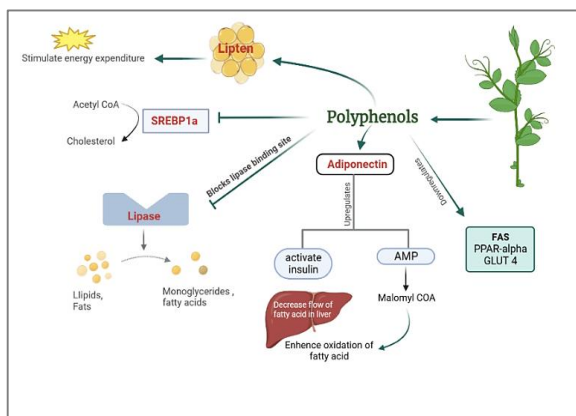 Lipten
Stimulate energy expenditure
Acetyl CoA
SREBP1a
Cholesterol
Polyphenols
Blocks lipase binding site
Adiponectin
Downregulates
Upregulates
Lipase
FAS
PPAR-alpha
GLUT 4
activate
insulin
AMP
Llipids,
Fats
Monoglycerides ,
fatty acids
Malomyl COA
Decrease flow of
fatty acid in liver
Enhence oxidation of
fatty acid